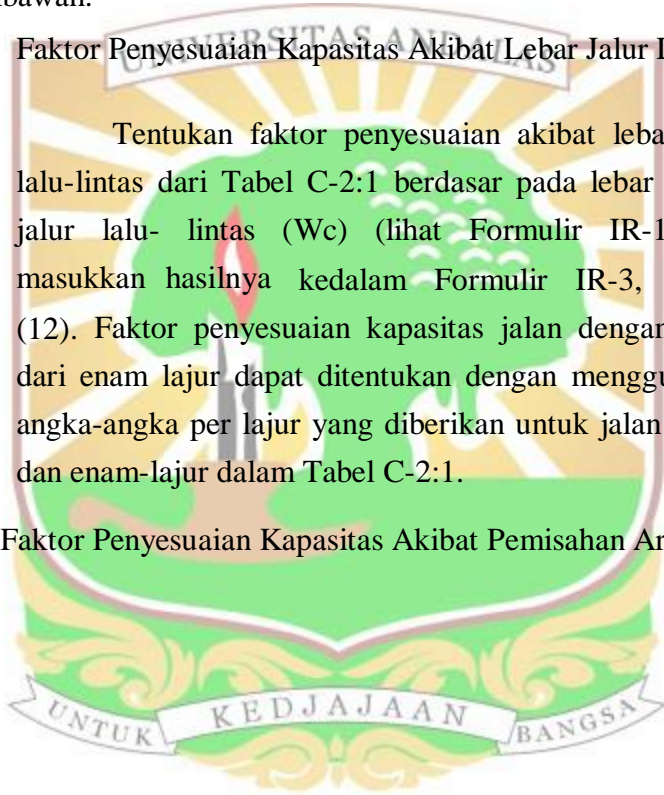 bawah.
UNIVERSITAS ANDALAS
Faktor Penyesuaian Kapasitas Akibat Lebar Jalur
Tentukan faktor penyesuaian akibat leba
lalu-lintas dari Tabel C-2:1 berdasar pada lebar
jalur lalu- lintas (Wc) (lihat Formulir IR-1
masukkan hasilnya kedalam Formulir IR-3,
(12). Faktor penyesuaian kapasitas jalan dengan
dari enam lajur dapat ditentukan dengan menggu
angka-angka per lajur yang diberikan untuk jalan
dan enam-lajur dalam Tabel C-2:1.
Faktor Penyesuaian Kapasitas Akibat Pemisahan Ar
UNTUK KEDJAJAAN BANGSA